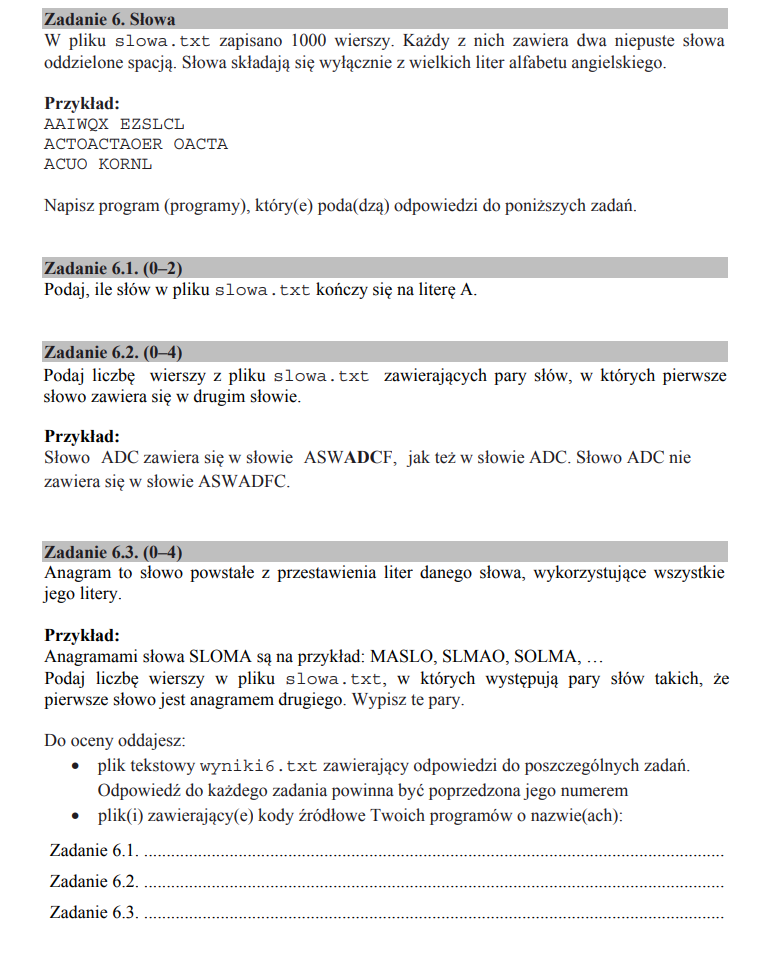 Zadanie 6. Słowa
W pliku slowa.txt zapisano 1000 wierszy. Każdy z nich zawiera dwa niepuste słowa
oddzielone spacją. Słowa składają się wyłącznie z wielkich liter alfabetu angielskiego.
Przykład:
AAIWQX EZSLCL
ACTOACTAOER OACTA
ACUO KORNL
Napisz program (programy), który(e) poda(dzą) odpowiedzi do poniższych zadań.
Zadanie 6.1. (0–2)
Podaj, ile słów w pliku slowa.txt kończy się na literę A.
Zadanie 6.2. (0–4)
Podaj liczbę wierszy z pliku slowa.txt zawierających pary słów, w których pierwsze
słowo zawiera się w drugim słowie.
Przykład:
Słowo ADC zawiera się w słowie ASWADCF, jak też w słowie ADC. Słowo ADC nie
zawiera się w słowie ASWADFC.
Zadanie 6.3. (0–4)
Anagram to słowo powstałe z przestawienia liter danego słowa, wykorzystujące wszystkie
jego litery.
Przykład:
Anagramami słowa SLOMA są na przykład: MASLO, SLMAO, SOLMA, …
Podaj liczbę wierszy w pliku slowa.txt, w których występują pary słów takich, że
pierwsze słowo jest anagramem drugiego. Wypisz te pary.
Do oceny oddajesz:
• plik tekstowy wyniki6.txt zawierający odpowiedzi do poszczególnych zadań.
Odpowiedź do każdego zadania powinna być poprzedzona jego numerem
• plik(i) zawierający(e) kody źródłowe Twoich programów o nazwie(ach):
Zadanie 6.1. ........................................................................................................................
Zadanie 6.2. ........................................................................................................................
Zadanie 6.3. ........................................................................................................................